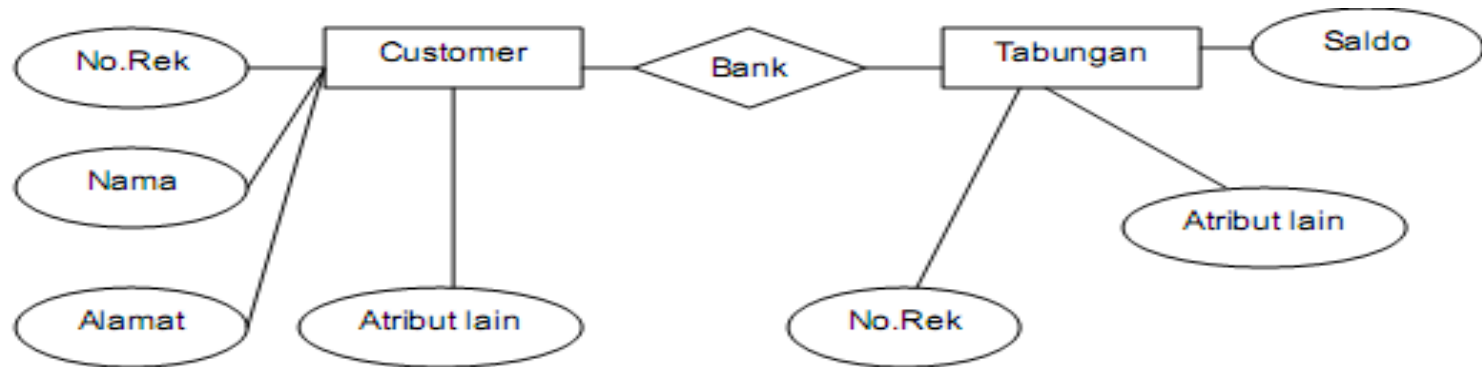 No.Rek
Customer
Bank
Tabungan
Saldo
Nama
Atribut lain
Alamat
Atribut lain
No.Rek